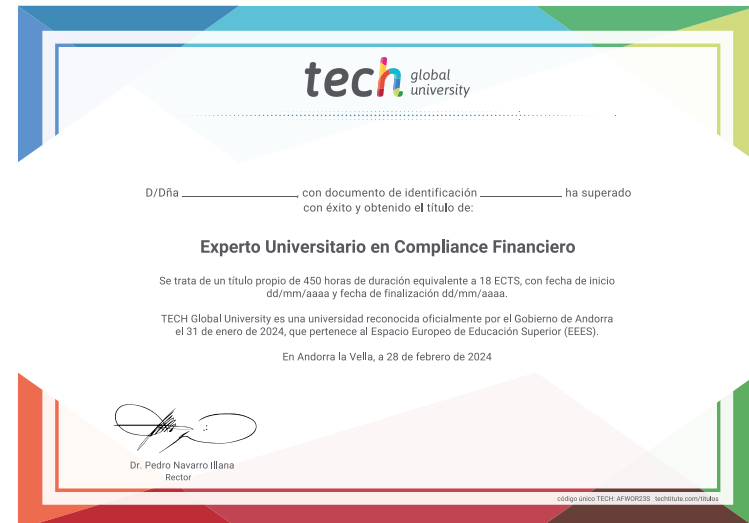 tech global university
D/Dña ______________________, con documento de identificación ______________ ha superado
con éxito y obtenido el título de:
Experto Universitario en Compliance Financiero
Se trata de un título propio de 450 horas de duración equivalente a 18 ECTS, con fecha de inicio
dd/mm/aaaa y fecha de finalización dd/mm/aaaa.
TECH Global University es una universidad reconocida oficialmente por el Gobierno de Andorra
el 31 de enero de 2024, que pertenece al Espacio Europeo de Educación Superior (EEES).
En Andorra la Vella, a 28 de febrero de 2024
Dr. Pedro Navarro Illana
Rector
código único TECH: AFWOR23S techtitute.com/titulos